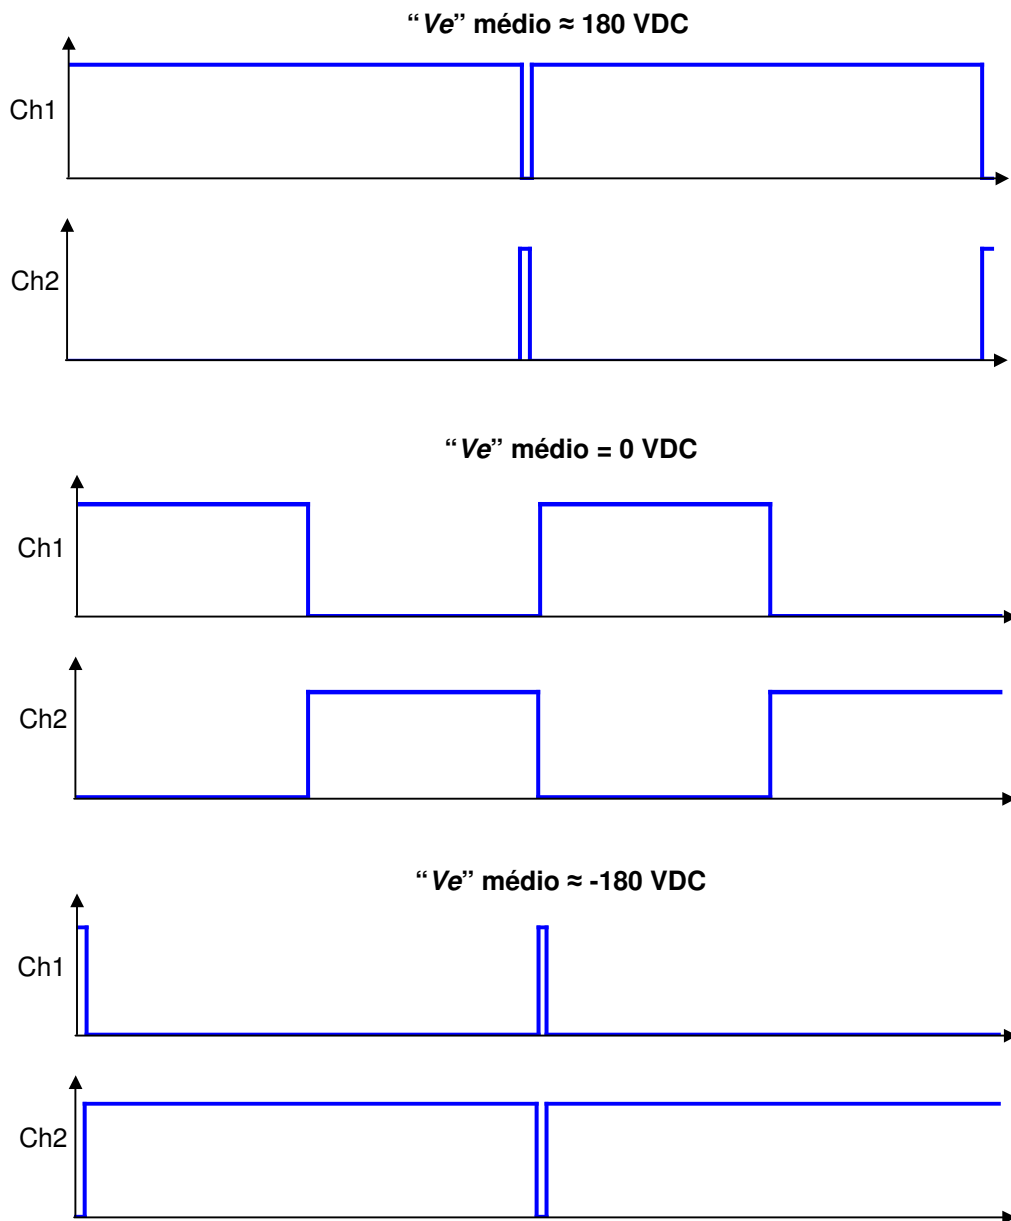 “Ve” médio ≈ 180 VDC
Ch1
Ch2
“Ve” médio = 0 VDC
Ch1
Ch2
“Ve” médio ≈ -180 VDC
Ch1
Ch2